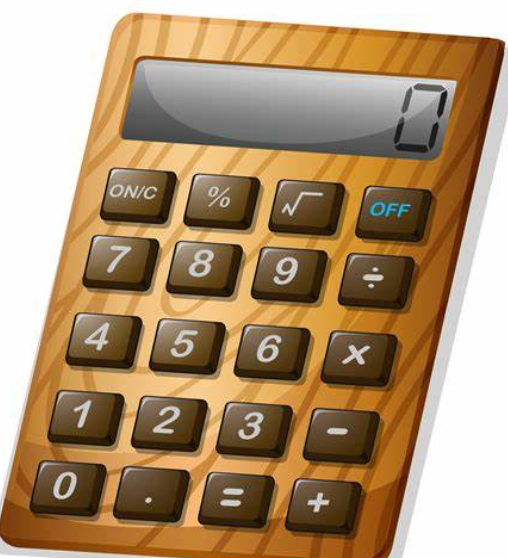 0
ON/C % √ OFF
7 8 9 ÷
4 5 6 ×
1 2 3 -
0 . = +